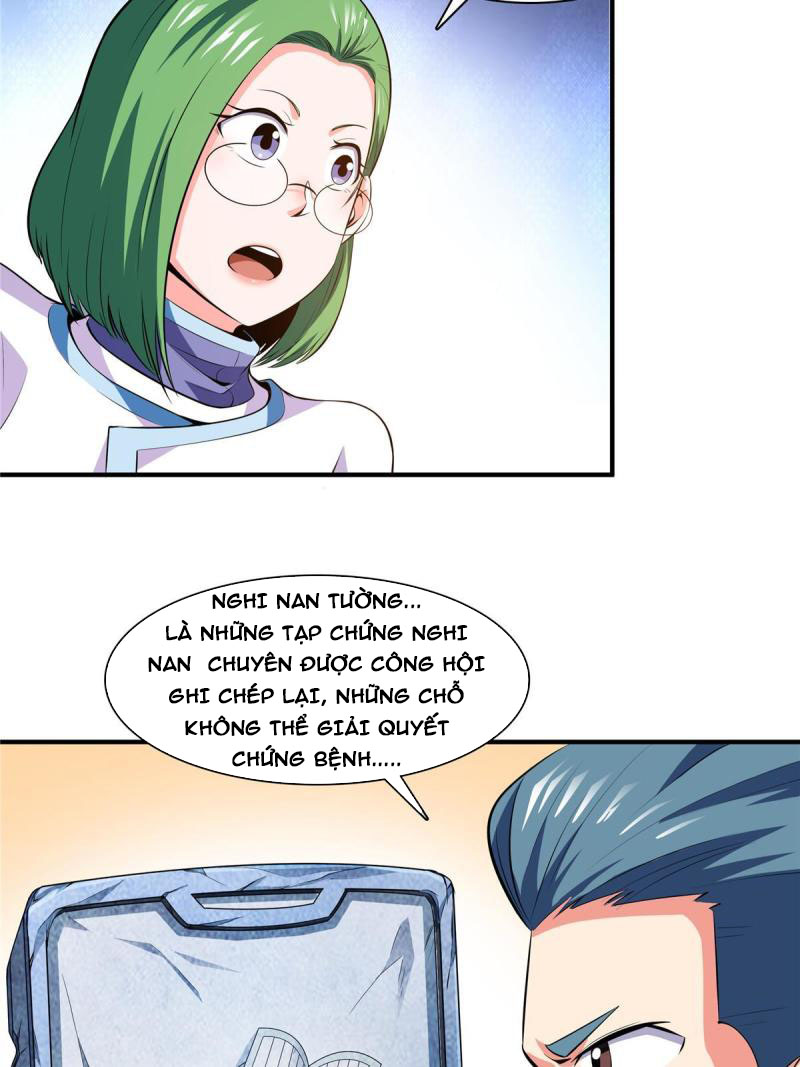 NGHI NAN TƯỜNG...
LÀ NHỮNG TẠP CHỨNG NGHI
NAN CHUYÊN ĐƯỢC CÔNG HỘI
GHI CHÉP LẠI, NHỮNG CHỖ
KHÔNG THỂ GIẢI QUYẾT
CHỨNG BỆNH.....